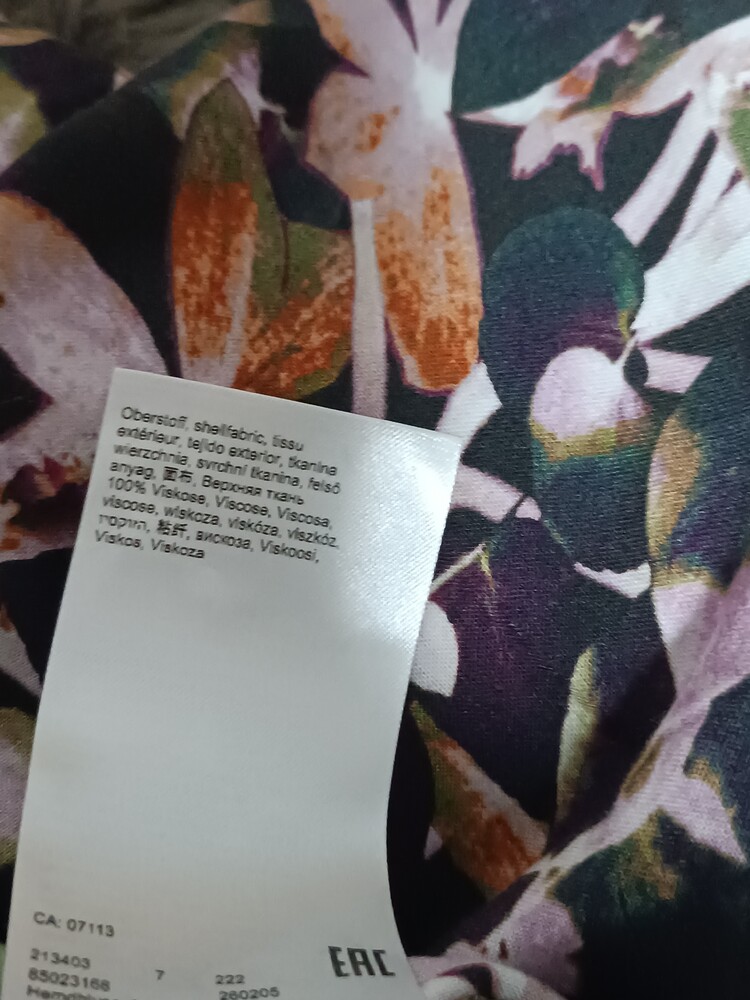 Oberstoff, shellfabric, tissu
extérieur, tejido exterior, tkanina
wierzchnia, svrchní tkanina, felső
anyag, 面布, Верхняя ткань
100% Viskose, Viscose, Viscosa,
viscose, wiskoza, viskóza, viszkóz,
ויסקוזה, 粘纤, вискоза, Viskoosi,
Viskos, Viskoza
CA: 07113
213403
85023168 7 222
260205
EAC